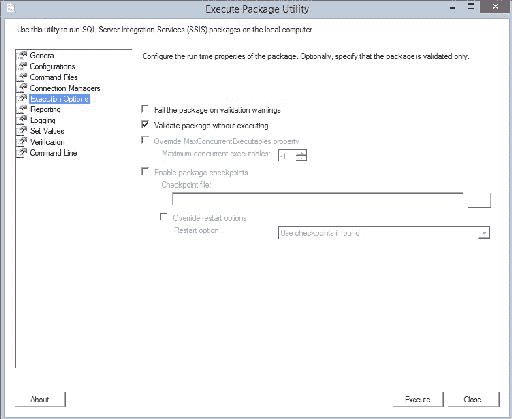 Execute Package Utility
Use this utility to run SQL Server Integration Services (SSIS) packages on the local computer.
General
Configurations
Command Files
Connection Managers
Execution Options
Reporting
Logging
Set Values
Verification
Command Line
Configure the run time properties of the package. Optionally, specify that the package is validated only.
Fail the package on validation warnings
Validate package without executing
Override MaxConcurrentExecutables property
Maximum concurrent executables:
-1
Enable package checkpoints
Checkpoint file:
Override restart options
Restart option:
Use checkpoints if found
About
Execute
Close